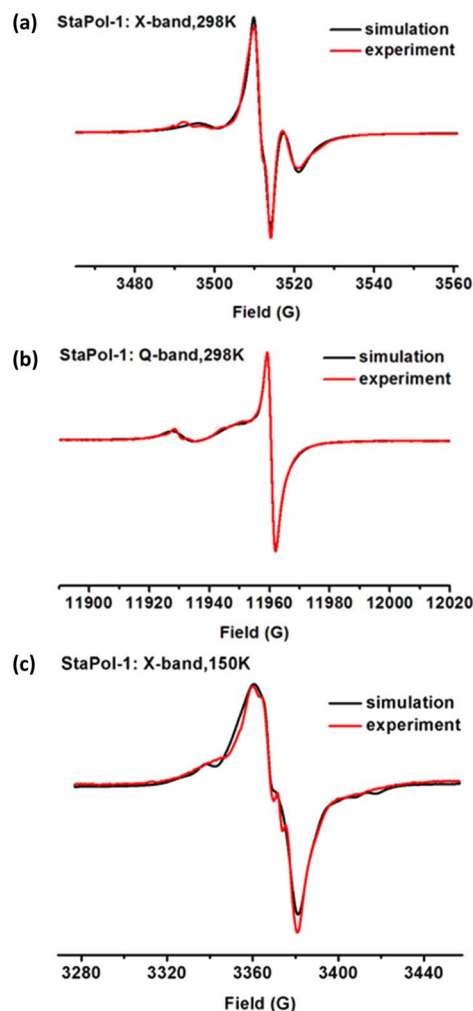 (a)
StaPol-1: X-band,298K
simulation
experiment
3480 3500 3520 3540 3560
Field (G)
(b)
StaPol-1: Q-band,298K
simulation
experiment
11900 11920 11940 11960 11980 12000 12020
Field (G)
(c)
StaPol-1: X-band,150K
simulation
experiment
3280 3320 3360 3400 3440
Field (G)